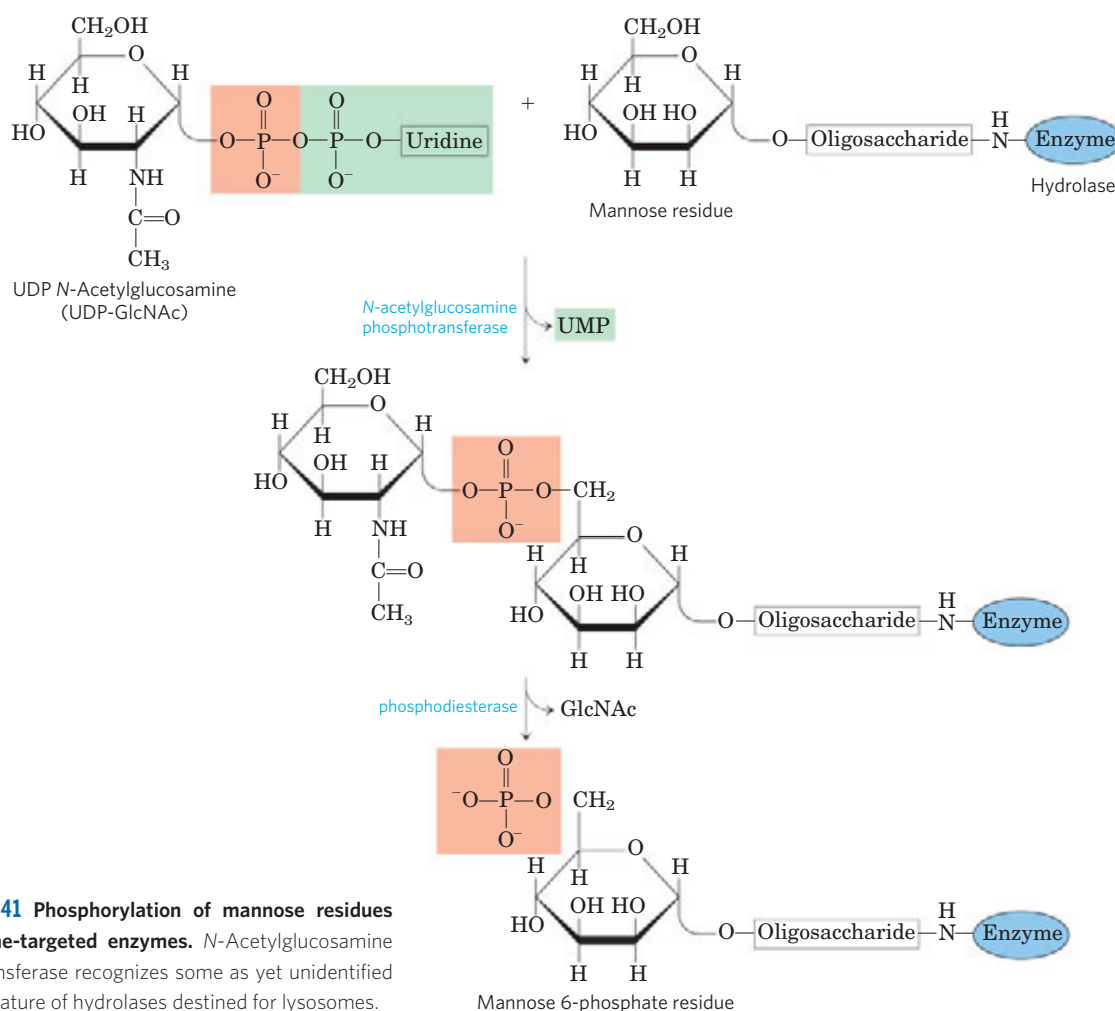 CH₂OH
O
H
H
H
OH
H
HO
H
NH
C=O
CH₃
O
O
O—P—O—P—O—Uridine
O⁻
O⁻
UDP N-Acetylglucosamine
(UDP-GlcNAc)
+
CH₂OH
O
H
H
H
OH HO
HO
H H
O—Oligosaccharide—N—Enzyme
H
Hydrolase
Mannose residue
N-acetylglucosamine
phosphotransferase
UMP
CH₂OH
O
H
H
H
OH
H
HO
H
NH
C=O
CH₃
O
O—P—O—CH₂
O⁻
O
H
H
H
OH HO
HO
H H
O—Oligosaccharide—N—Enzyme
H
phosphodiesterase
GlcNAc
O
⁻O—P—O CH₂
O⁻
O
H
H
H
OH HO
HO
H H
O—Oligosaccharide—N—Enzyme
H
Mannose 6-phosphate residue
41 Phosphorylation of mannose residues
ne-targeted enzymes. N-Acetylglucosamine
nsferase recognizes some as yet unidentified
ature of hydrolases destined for lysosomes.